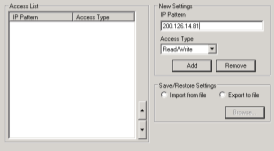 Access List
IP Pattern Access Type
New Settings
IP Pattern
200.126.14.81
Access Type
Read/Write
Add Remove
Save/Restore Settings
Import from file Export to file
Browse...